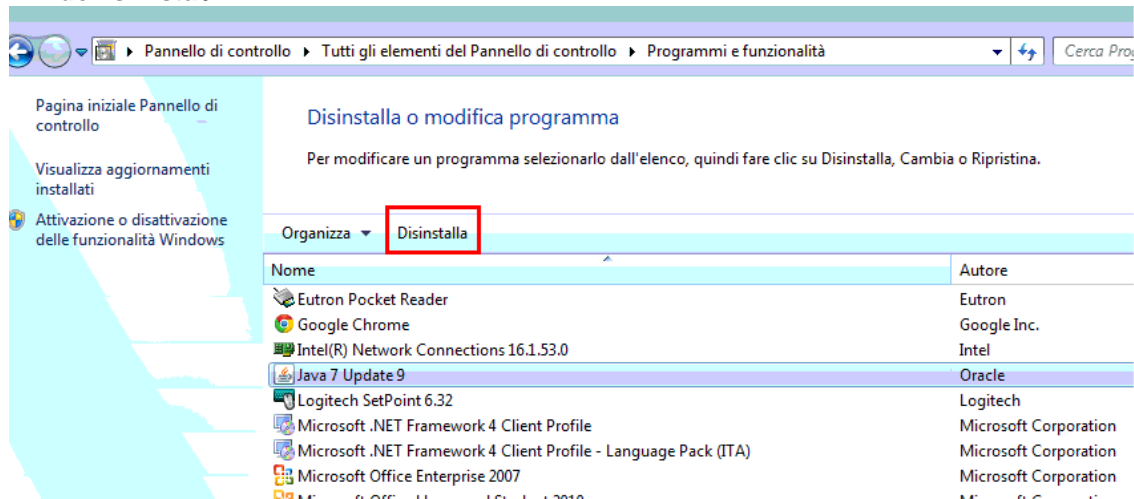 Pannello di controllo ▸ Tutti gli elementi del Pannello di controllo ▸ Programmi e funzionalità
Cerca
Pagina iniziale Pannello di
controllo
Visualizza aggiornamenti
installati
Attivazione o disattivazione
delle funzionalità Windows
Disinstalla o modifica programma
Per modificare un programma selezionarlo dall'elenco, quindi fare clic su Disinstalla, Cambia o Ripristina.
Organizza Disinstalla
Nome Autore
Eutron Pocket Reader Eutron
Google Chrome Google Inc.
Intel(R) Network Connections 16.1.53.0 Intel
Java 7 Update 9 Oracle
Logitech SetPoint 6.32 Logitech
Microsoft .NET Framework 4 Client Profile Microsoft Corporation
Microsoft .NET Framework 4 Client Profile - Language Pack (ITA) Microsoft Corporation
Microsoft Office Enterprise 2007 Microsoft Corporation